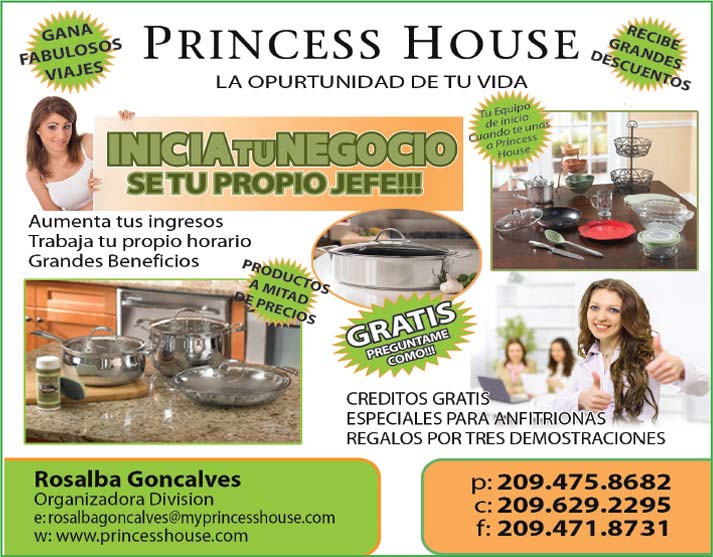 GANA
FABULOSOS
VIAJES
PRINCESS HOUSE
LA OPURTUNIDAD DE TU VIDA
RECIBE
GRANDES
DESCUENTOS
INICIA TU NEGOCIO
SE TU PROPIO JEFE!!!
Tu Equipo
de inicio
Cuando te unas
a Princess
House
Aumenta tus ingresos
Trabaja tu propio horario
Grandes Beneficios
PRODUCTOS
A MITAD
DE PRECIOS
GRATIS
PREGUNTAME
COMO!!!
CREDITOS GRATIS
ESPECIALES PARA ANFITRIONAS
REGALOS POR TRES DEMOSTRACIONES
Rosalba Goncalves
Organizadora Division
e: rosalbagoncalves@myprincesshouse.com
w: www.princesshouse.com
p: 209.475.8682
c: 209.629.2295
f: 209.471.8731